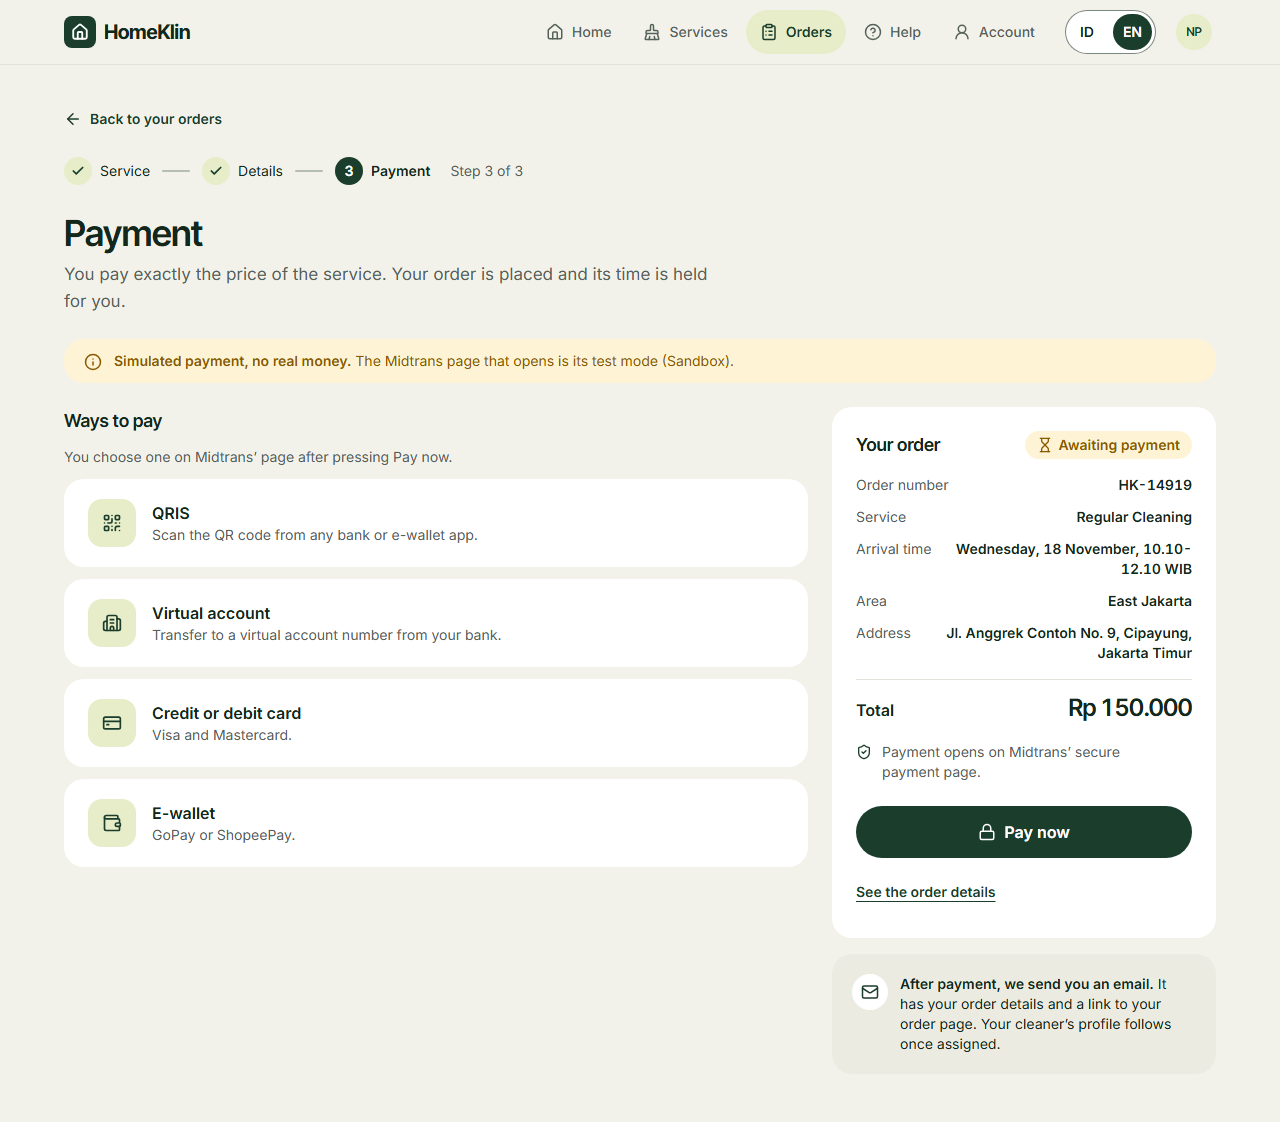 HomeKlin
Home
Services
Orders
Help
Account
ID
EN
NP
Back to your orders
Service
Details
3
Payment
Step 3 of 3
Payment
You pay exactly the price of the service. Your order is placed and its time is held
for you.
Simulated payment, no real money. The Midtrans page that opens is its test mode (Sandbox).
Ways to pay
You choose one on Midtrans’ page after pressing Pay now.
QRIS
Scan the QR code from any bank or e-wallet app.
Virtual account
Transfer to a virtual account number from your bank.
Credit or debit card
Visa and Mastercard.
E-wallet
GoPay or ShopeePay.
Your order
Awaiting payment
Order number
HK-14919
Service
Regular Cleaning
Arrival time
Wednesday, 18 November, 10.10-
12.10 WIB
Area
East Jakarta
Address
Jl. Anggrek Contoh No. 9, Cipayung,
Jakarta Timur
Total
Rp 150.000
Payment opens on Midtrans’ secure
payment page.
Pay now
See the order details
After payment, we send you an email. It
has your order details and a link to your
order page. Your cleaner’s profile follows
once assigned.